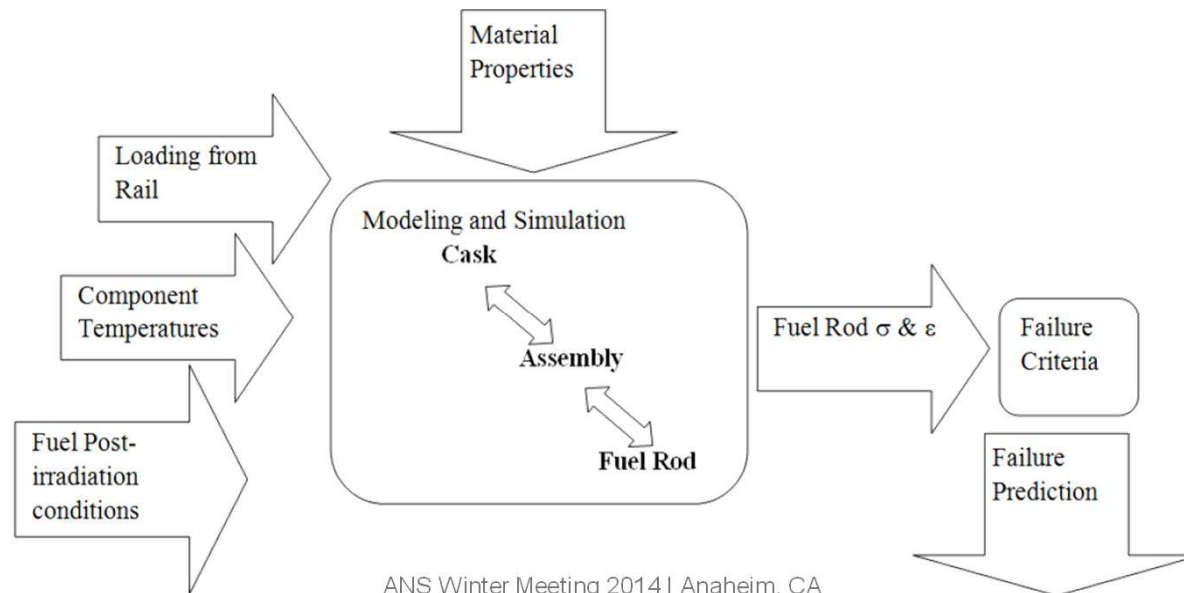 Material
Properties
Loading from
Rail
Component
Temperatures
Fuel Post-
irradiation
conditions
Modeling and Simulation
Cask
Assembly
Fuel Rod
Fuel Rod σ & ε
Failure
Criteria
Failure
Prediction
ANS Winter Meeting 2014 | Anaheim, CA